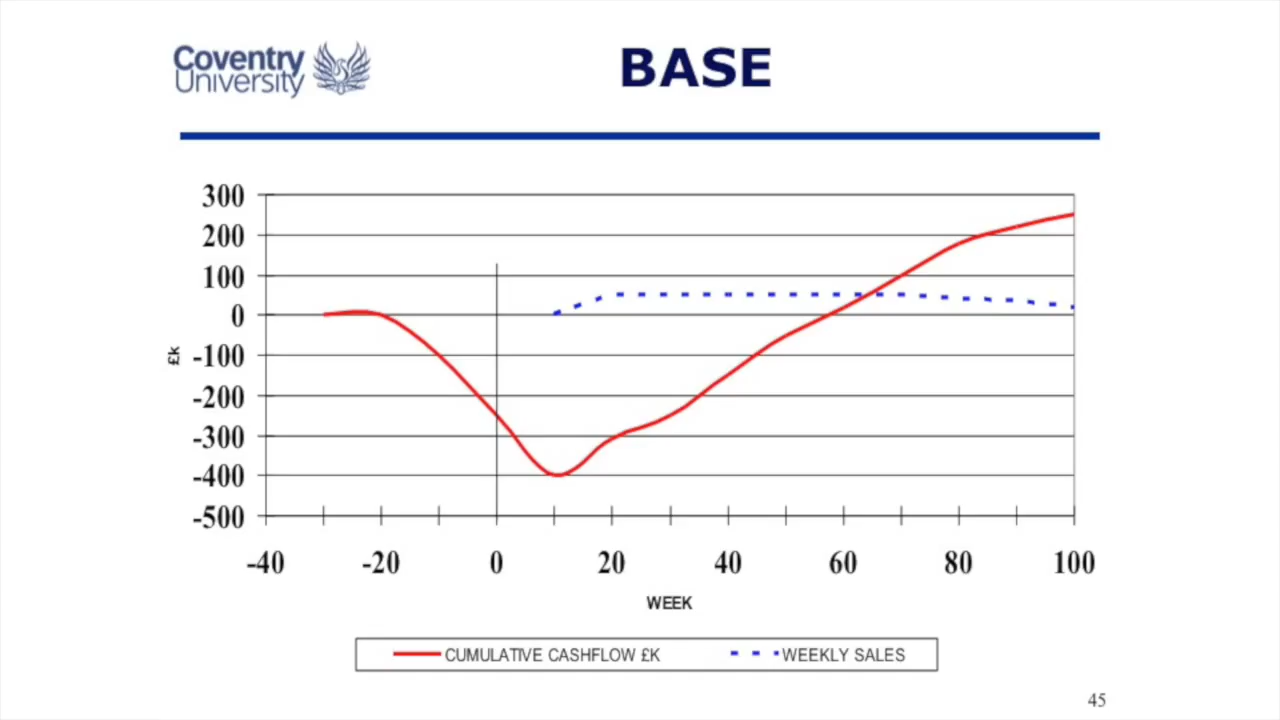 Coventry
University
BASE
300
200
100
0
-100
-200
-300
-400
-500
£k
-40 -20 0 20 40 60 80 100
WEEK
CUMULATIVE CASHFLOW £K WEEKLY SALES
45